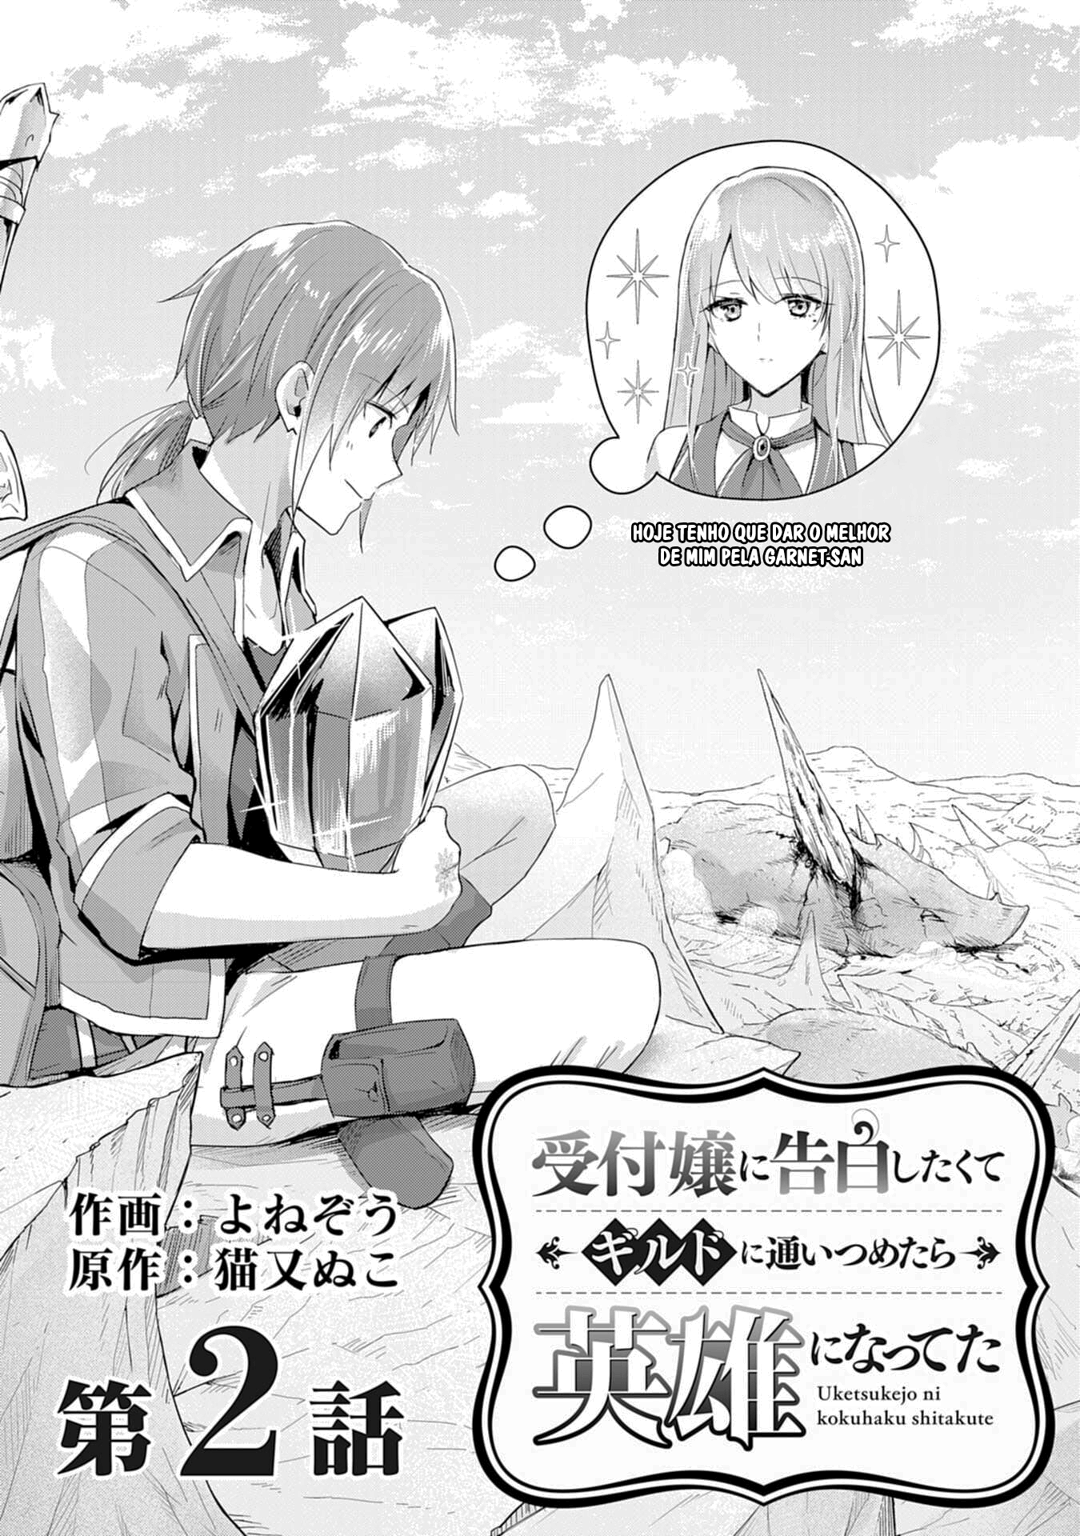 HOJE TENHO QUE DAR O MELHOR
DE MIM PELA GARNET-SAN
受付嬢に告白したくて
ギルドに通いつめたら
英雄になってた
Uketsukejo ni
kokuhaku shitakute
作画：よねぞう
原作：猫又ぬこ
第2話